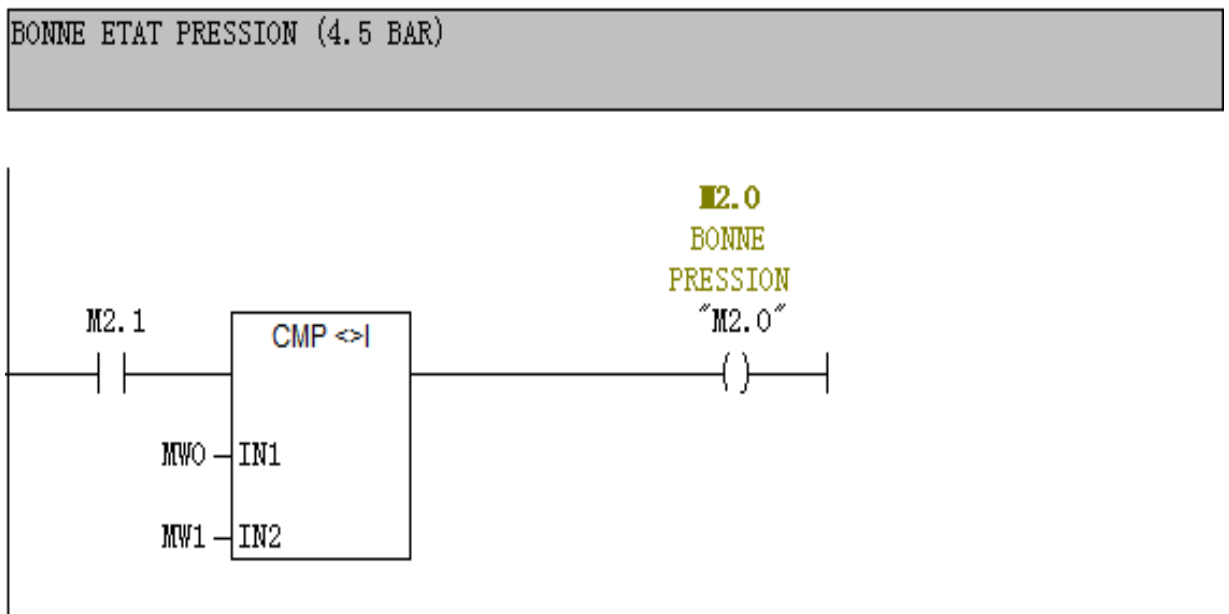 BONNE ETAT PRESSION (4.5 BAR)
M2.0
BONNE
PRESSION
"M2.0"
M2.1
CMP <>I
MW0
IN1
MW1
IN2